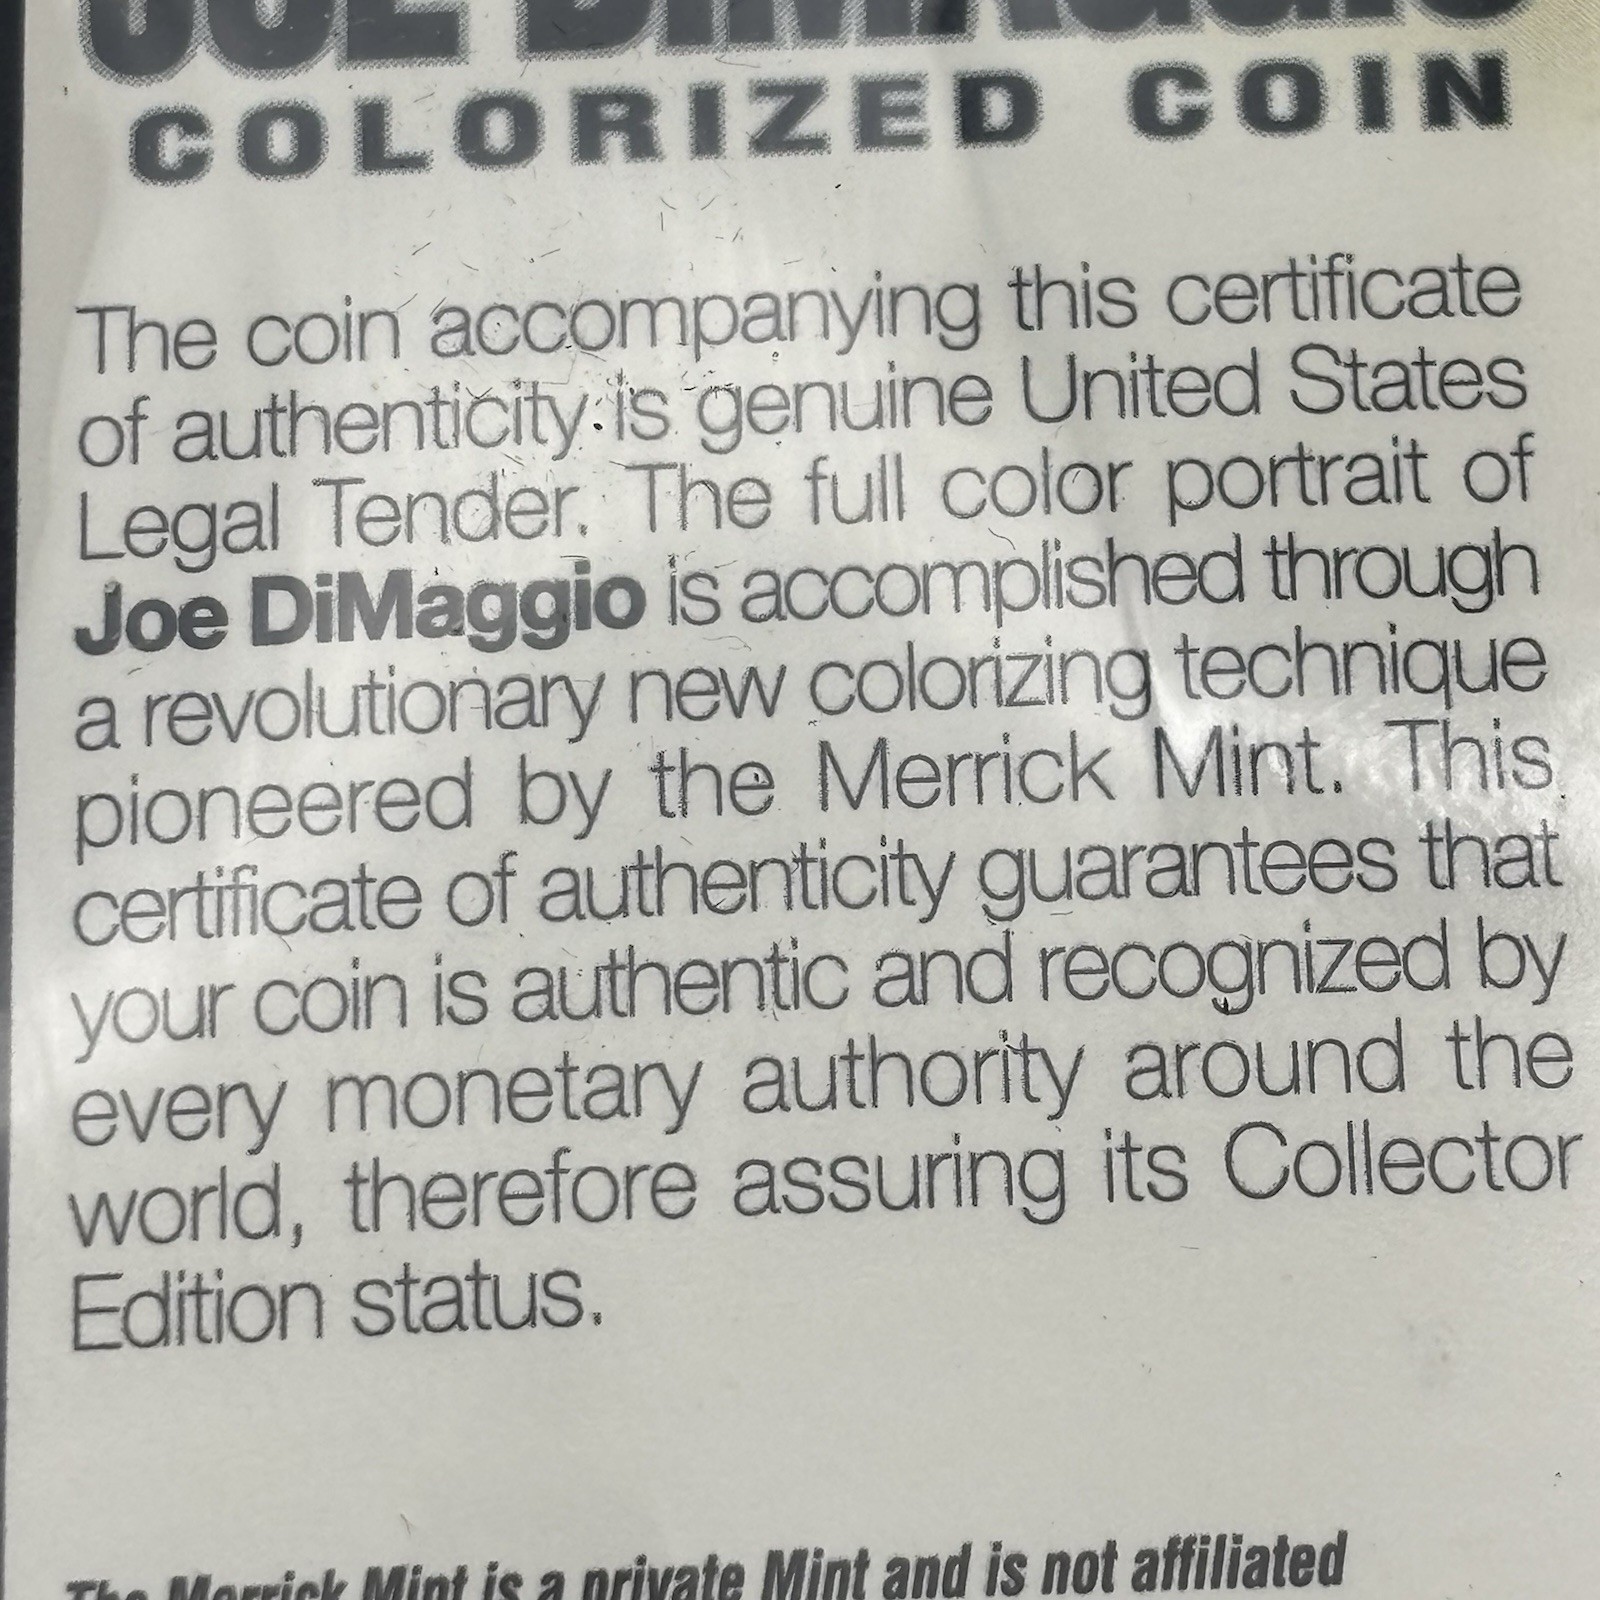 JOE DiMAGGIO
COLORIZED COIN
The coin accompanying this certificate
of authenticity is genuine United States
Legal Tender. The full color portrait of
Joe DiMaggio is accomplished through
a revolutionary new colorizing technique
pioneered by the Merrick Mint. This
certificate of authenticity guarantees that
your coin is authentic and recognized by
every monetary authority around the
world, therefore assuring its Collector
Edition status.
The Merrick Mint is a private Mint and is not affiliated